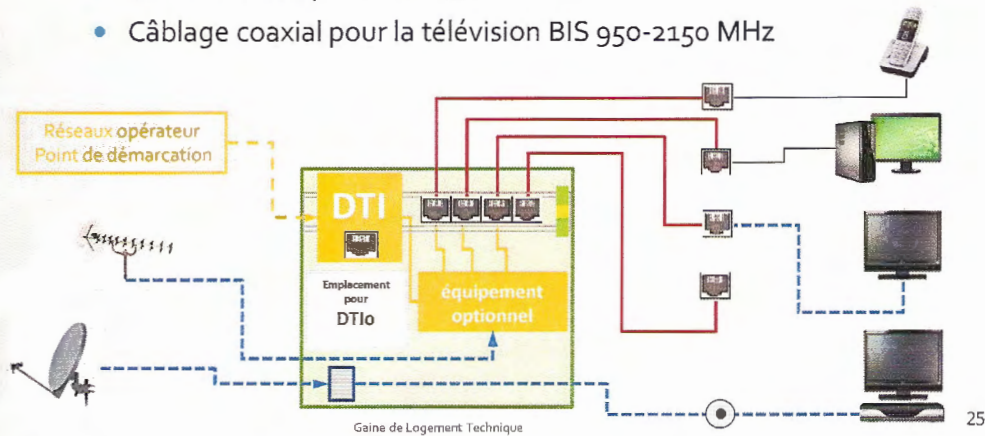 • Câblage coaxial pour la télévision BIS 950-2150 MHz
Réseaux opérateur
Point de démarcation
DTI
Emplacement
pour
DTIo
équipement
optionnel
Gaine de Logement Technique
25